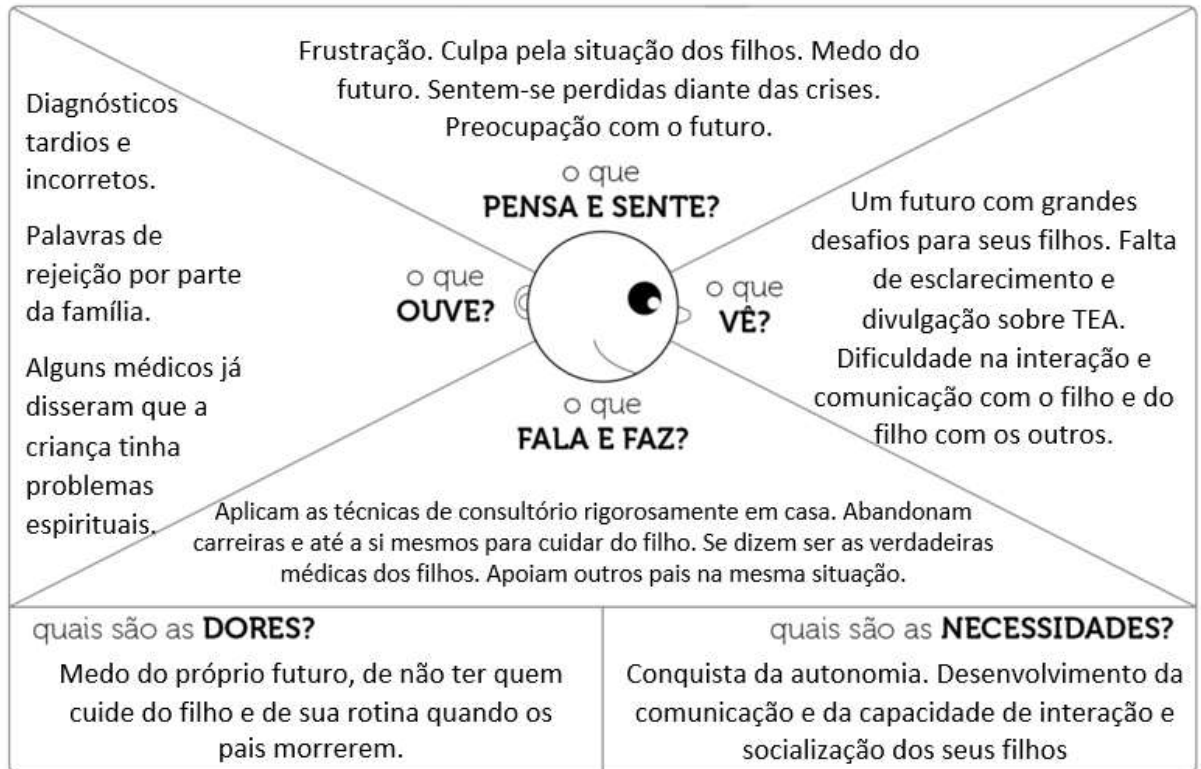 Frustração. Culpa pela situação dos filhos. Medo do
futuro. Sentem-se perdidas diante das crises.
Preocupação com o futuro.
o que
PENSA E SENTE?
Diagnósticos
tardios e
incorretos.
Palavras de
rejeição por parte
da família.
Alguns médicos já
disseram que a
criança tinha
problemas
espirituais.
o que
OUVE?
o que
VÊ?
Um futuro com grandes
desafios para seus filhos. Falta
de esclarecimento e
divulgação sobre TEA.
Dificuldade na interação e
comunicação com o filho e do
filho com os outros.
o que
FALA E FAZ?
Aplicam as técnicas de consultório rigorosamente em casa. Abandonam
carreiras e até a si mesmos para cuidar do filho. Se dizem ser as verdadeiras
médicas dos filhos. Apoiam outros pais na mesma situação.
quais são as DORES?
Medo do próprio futuro, de não ter quem
cuide do filho e de sua rotina quando os
pais morrerem.
quais são as NECESSIDADES?
Conquista da autonomia. Desenvolvimento da
comunicação e da capacidade de interação e
socialização dos seus filhos